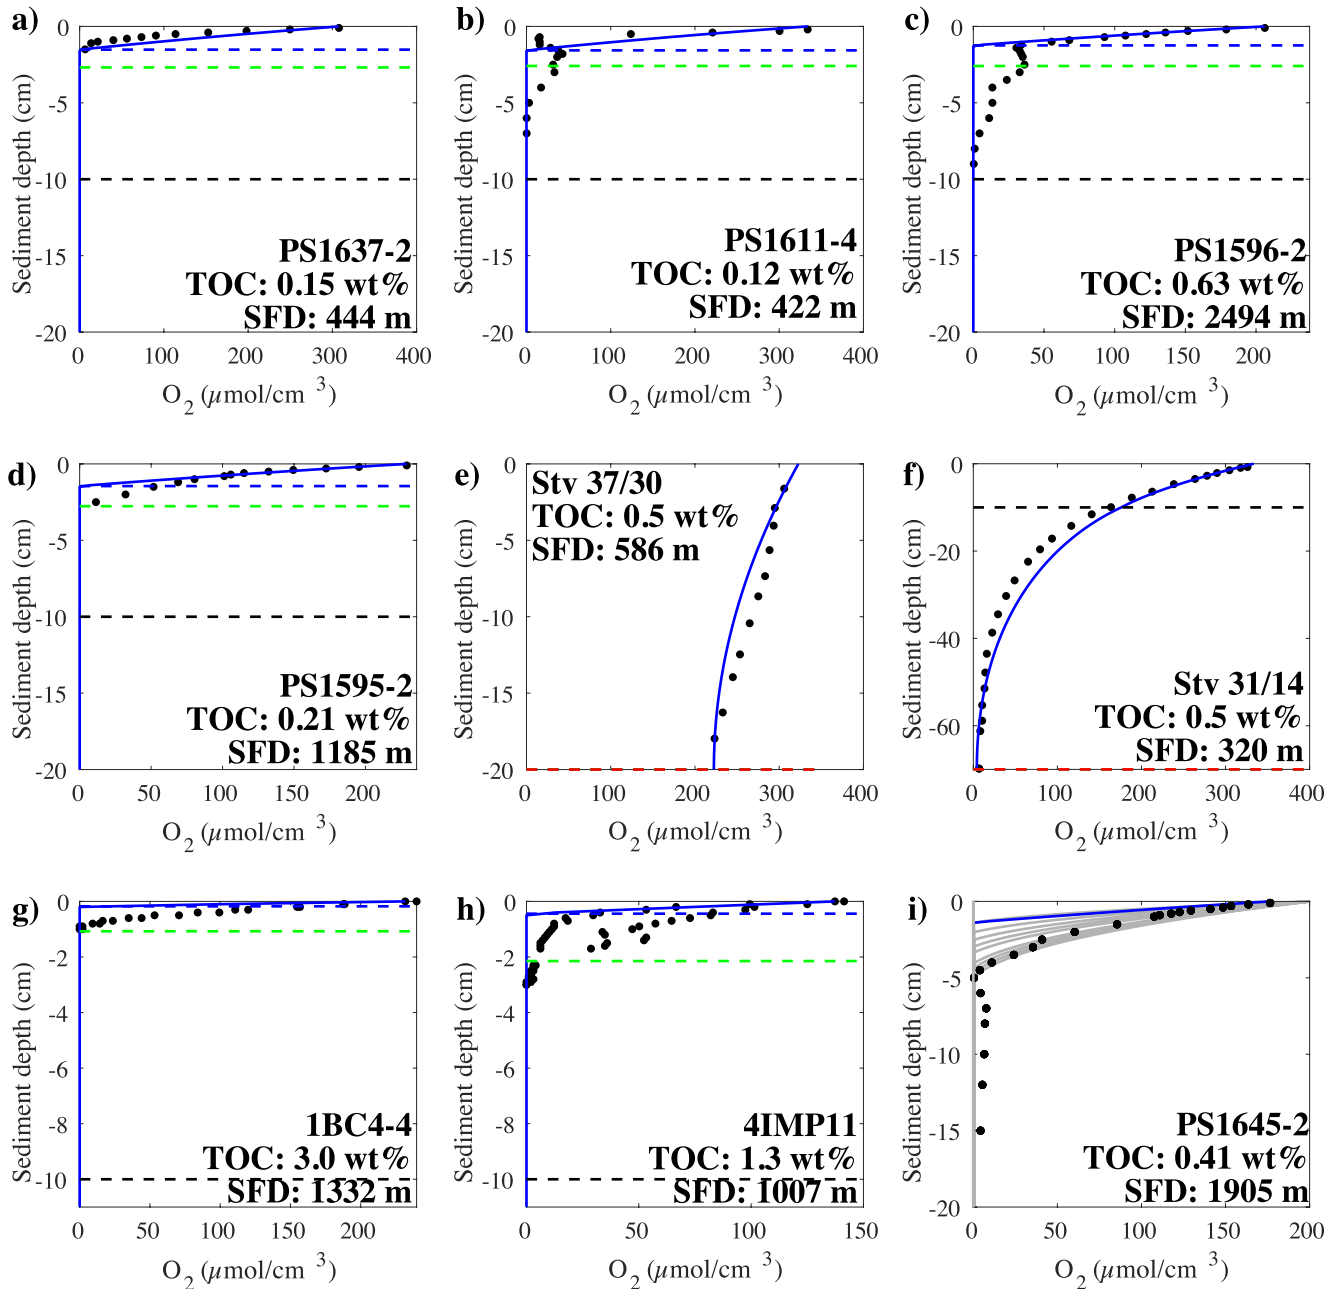 a)
0
-5
-10
-15
-20
Sediment depth (cm)
PS1637-2
TOC: 0.15 wt%
SFD: 444 m
0 100 200 300 400
O2 (µmol/cm 3)
b)
0
-5
-10
-15
-20
Sediment depth (cm)
PS1611-4
TOC: 0.12 wt%
SFD: 422 m
0 100 200 300 400
O2 (µmol/cm 3)
c)
0
-5
-10
-15
-20
Sediment depth (cm)
PS1596-2
TOC: 0.63 wt%
SFD: 2494 m
0 50 100 150 200
O2 (µmol/cm 3)
d)
0
-5
-10
-15
-20
Sediment depth (cm)
PS1595-2
TOC: 0.21 wt%
SFD: 1185 m
0 50 100 150 200
O2 (µmol/cm 3)
e)
0
-5
-10
-15
-20
Sediment depth (cm)
Stv 37/30
TOC: 0.5 wt%
SFD: 586 m
0 100 200 300 400
O2 (µmol/cm 3)
f)
0
-20
-40
-60
Sediment depth (cm)
Stv 31/14
TOC: 0.5 wt%
SFD: 320 m
0 100 200 300 400
O2 (µmol/cm 3)
g)
0
-2
-4
-6
-8
-10
Sediment depth (cm)
1BC4-4
TOC: 3.0 wt%
SFD: 1332 m
0 50 100 150 200
O2 (µmol/cm 3)
h)
0
-2
-4
-6
-8
-10
Sediment depth (cm)
4IMP11
TOC: 1.3 wt%
SFD: 1007 m
0 50 100 150
O2 (µmol/cm 3)
i)
0
-5
-10
-15
-20
Sediment depth (cm)
PS1645-2
TOC: 0.41 wt%
SFD: 1905 m
0 50 100 150 200
O2 (µmol/cm 3)